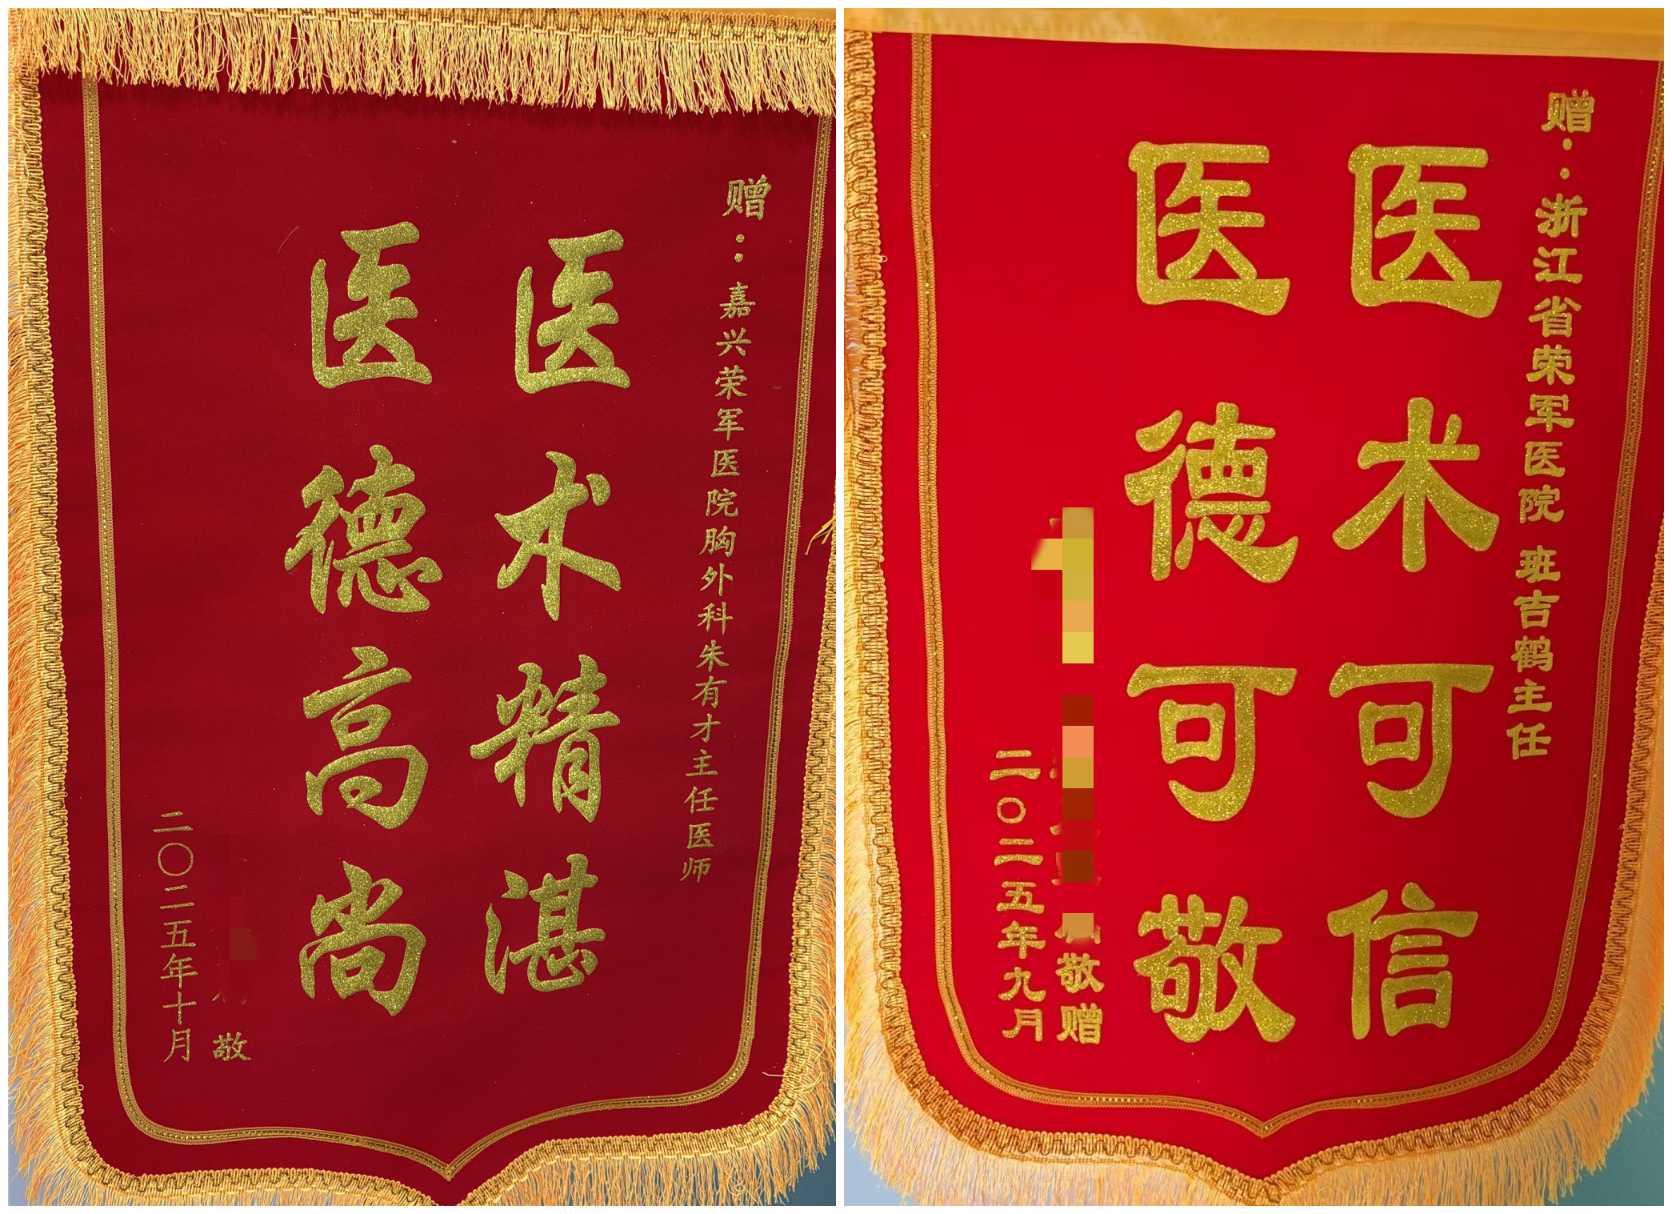 赠：嘉兴荣军医院胸外科朱有才主任医师
医术精湛
医德高尚
敬
二〇二五年十月
赠：浙江省荣军医院 班吉鹤主任
医术可信
医德可敬
敬赠
二〇二五年九月